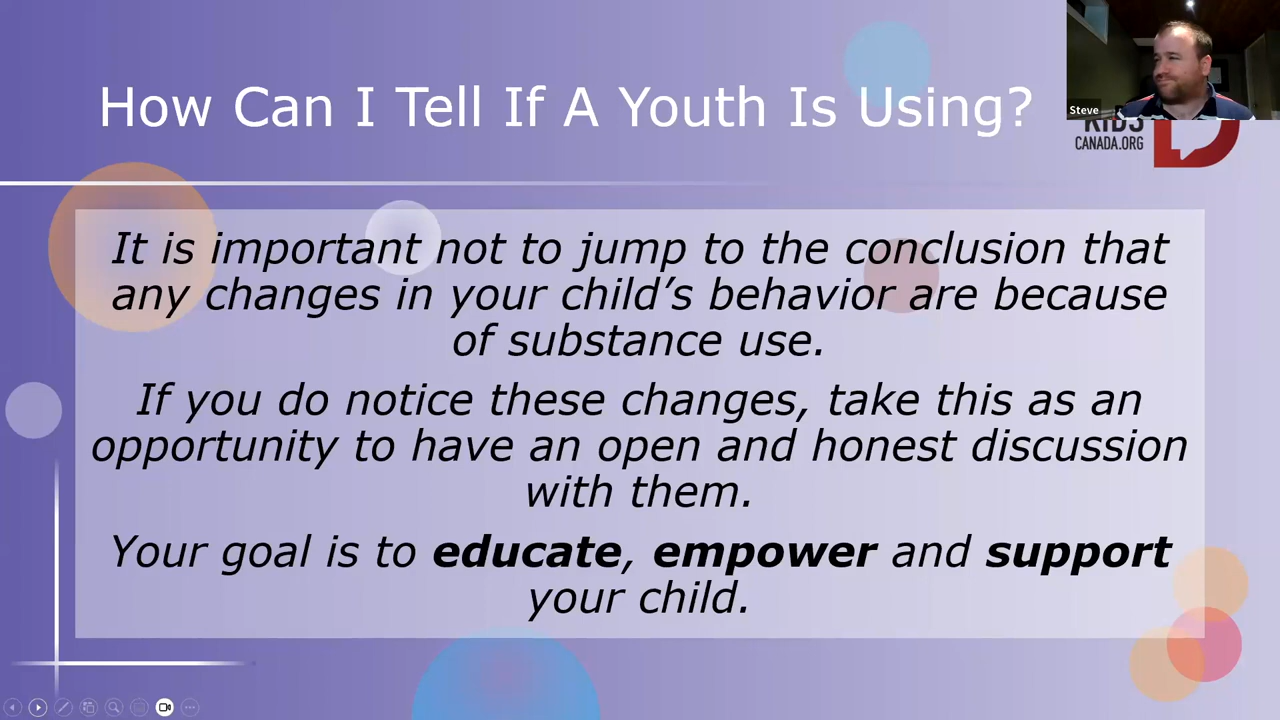 How Can I Tell If A Youth Is Using?
Steve
KIDS
CANADA.ORG
It is important not to jump to the conclusion that
any changes in your child's behavior are because
of substance use.
If you do notice these changes, take this as an
opportunity to have an open and honest discussion
with them.
Your goal is to educate, empower and support
your child.